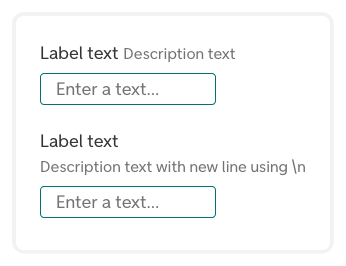 Label text Description text
Enter a text...
Label text
Description text with new line using \n
Enter a text...